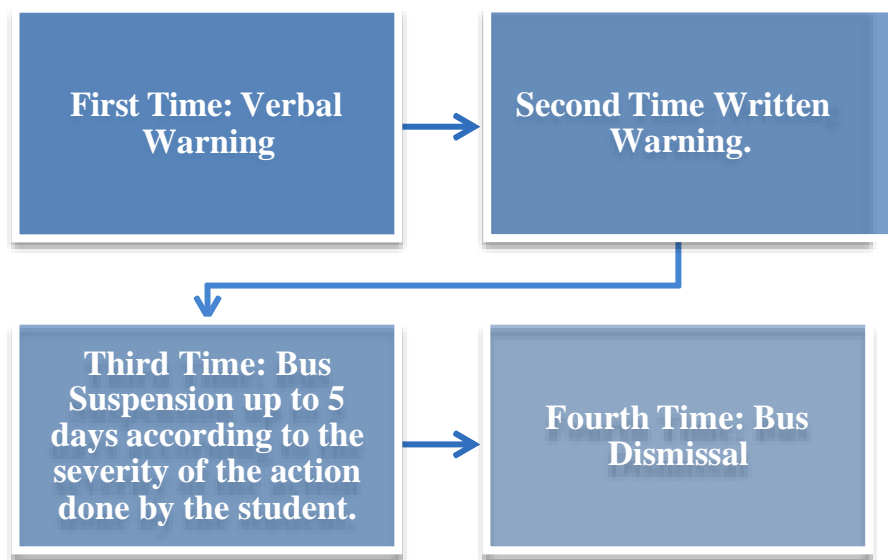 First Time: Verbal
Warning
Second Time Written
Warning.
Third Time: Bus
Suspension up to 5
days according to the
severity of the action
done by the student.
Fourth Time: Bus
Dismissal